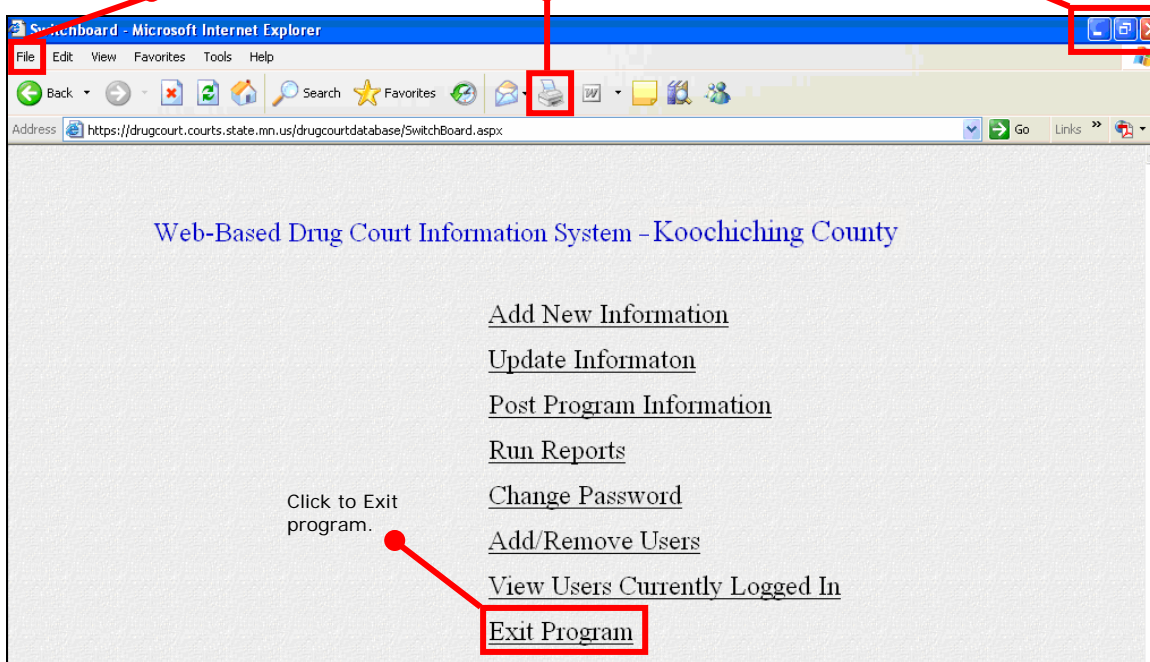 Switchboard - Microsoft Internet Explorer
File Edit View Favorites Tools Help
Back Search Favorites W
Address https://drugcourt.courts.state.mn.us/drugcourtdatabase/SwitchBoard.aspx Go Links »
Web-Based Drug Court Information System – Koochiching County
Add New Information
Update Informaton
Post Program Information
Run Reports
Change Password
Click to Exit
program.
Add/Remove Users
View Users Currently Logged In
Exit Program